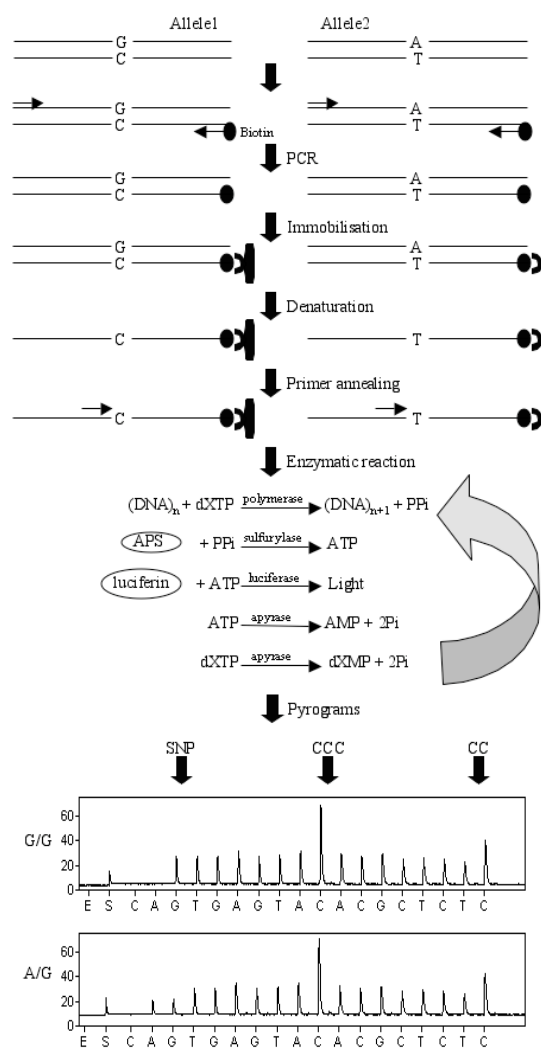 Allele1 Allele2
G A
C T
G A
C T
Biotin
PCR
G A
C T
Immobilisation
G A
C T
Denaturation
C T
Primer annealing
C T
Enzymatic reaction
(DNA)n + dXTP polymerase (DNA)n+1 + PPi
APS + PPi sulfurylase ATP
luciferin + ATP luciferase Light
ATP apyrase AMP + 2Pi
dXTP apyrase dXMP + 2Pi
Pyrograms
SNP CCC CC
G/G
60
40
20
0
E S C A G T G A G T A C A C G C T C T C
A/G
60
40
20
0
E S C A G T G A G T A C A C G C T C T C